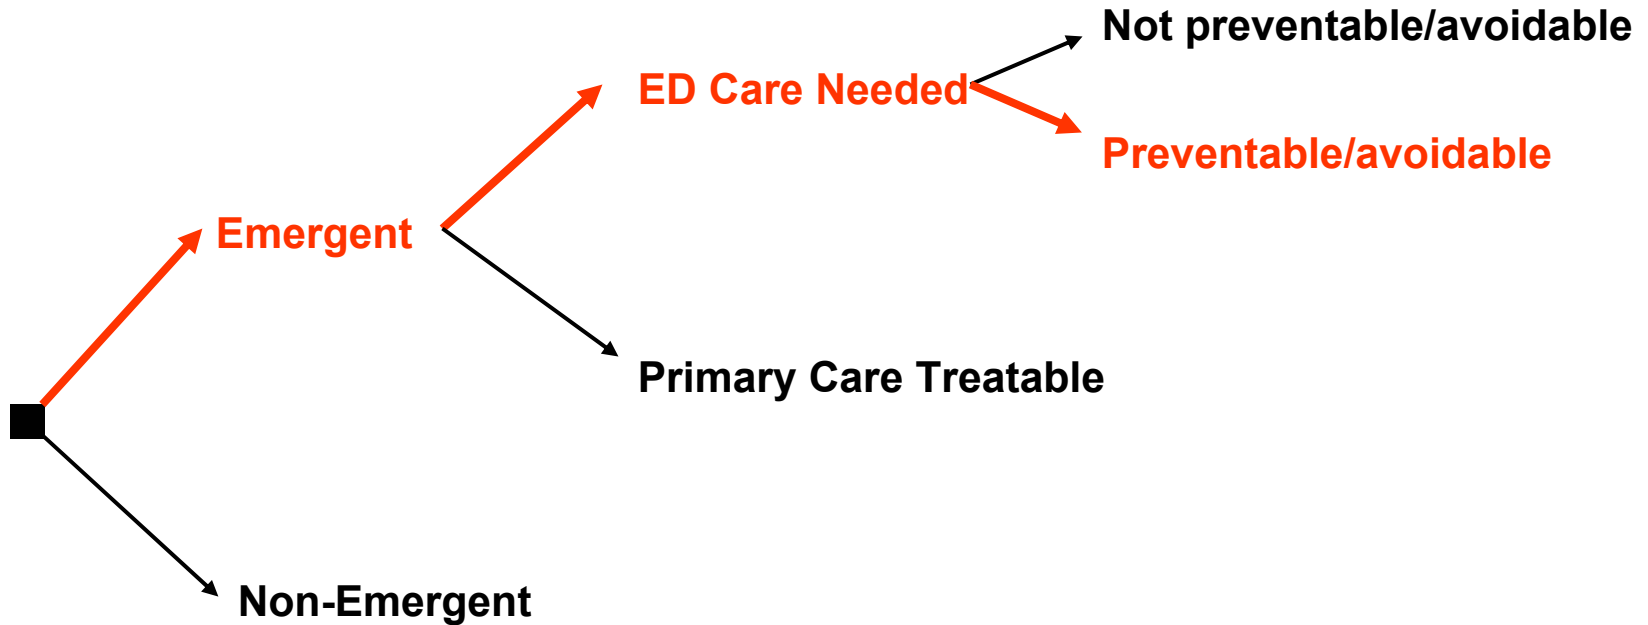 Not preventable/avoidable
ED Care Needed
Preventable/avoidable
Emergent
Primary Care Treatable
Non-Emergent